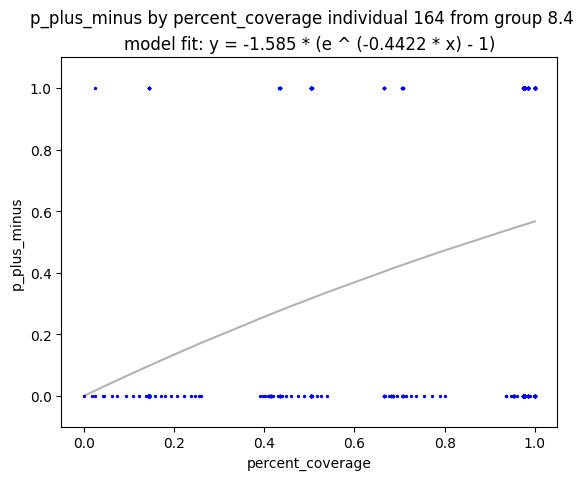 p_plus_minus by percent_coverage individual 164 from group 8.4
model fit: y = -1.585 * (e ^ (-0.4422 * x) - 1)
1.0
0.8
0.6
0.4
0.2
0.0
p_plus_minus
0.0 0.2 0.4 0.6 0.8 1.0
percent_coverage